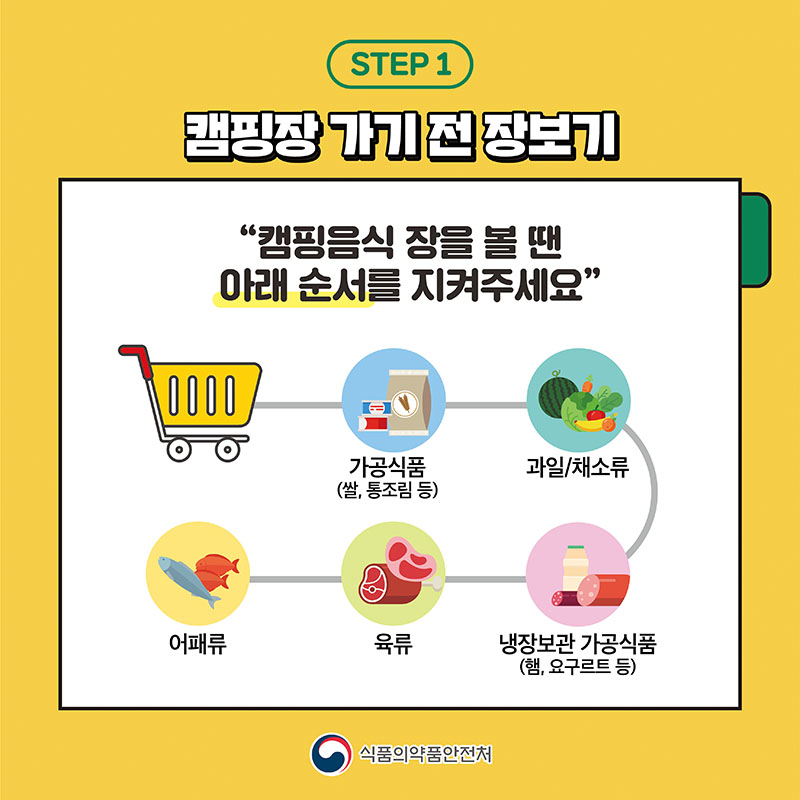 STEP 1
캠핑장 가기 전 장보기
“캠핑음식 장을 볼 땐
아래 순서를 지켜주세요”
가공식품
(쌀, 통조림 등)
과일/채소류
냉장보관 가공식품
(햄, 요구르트 등)
육류
어패류
식품의약품안전처